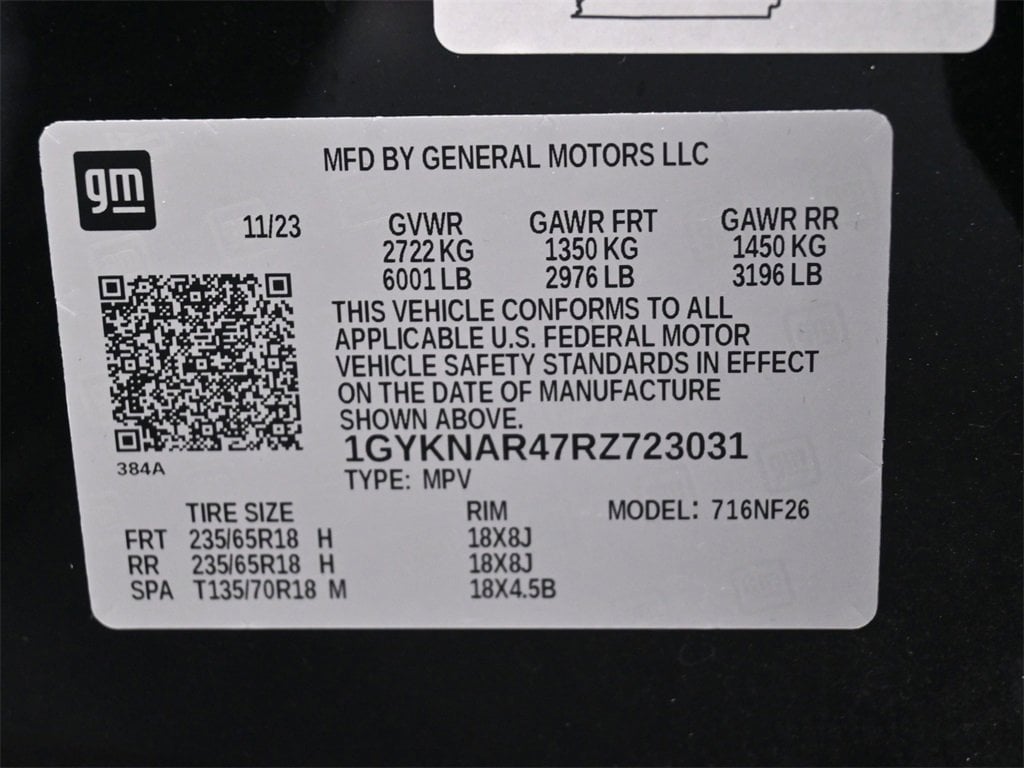 gm
MFD BY GENERAL MOTORS LLC
11/23
GVWR GAWR FRT GAWR RR
2722 KG 1350 KG 1450 KG
6001 LB 2976 LB 3196 LB
THIS VEHICLE CONFORMS TO ALL
APPLICABLE U.S. FEDERAL MOTOR
VEHICLE SAFETY STANDARDS IN EFFECT
ON THE DATE OF MANUFACTURE
SHOWN ABOVE.
1GYKNAR47RZ723031
384A
TYPE: MPV
TIRE SIZE RIM MODEL: 716NF26
FRT 235/65R18 H 18X8J
RR 235/65R18 H 18X8J
SPA T135/70R18 M 18X4.5B